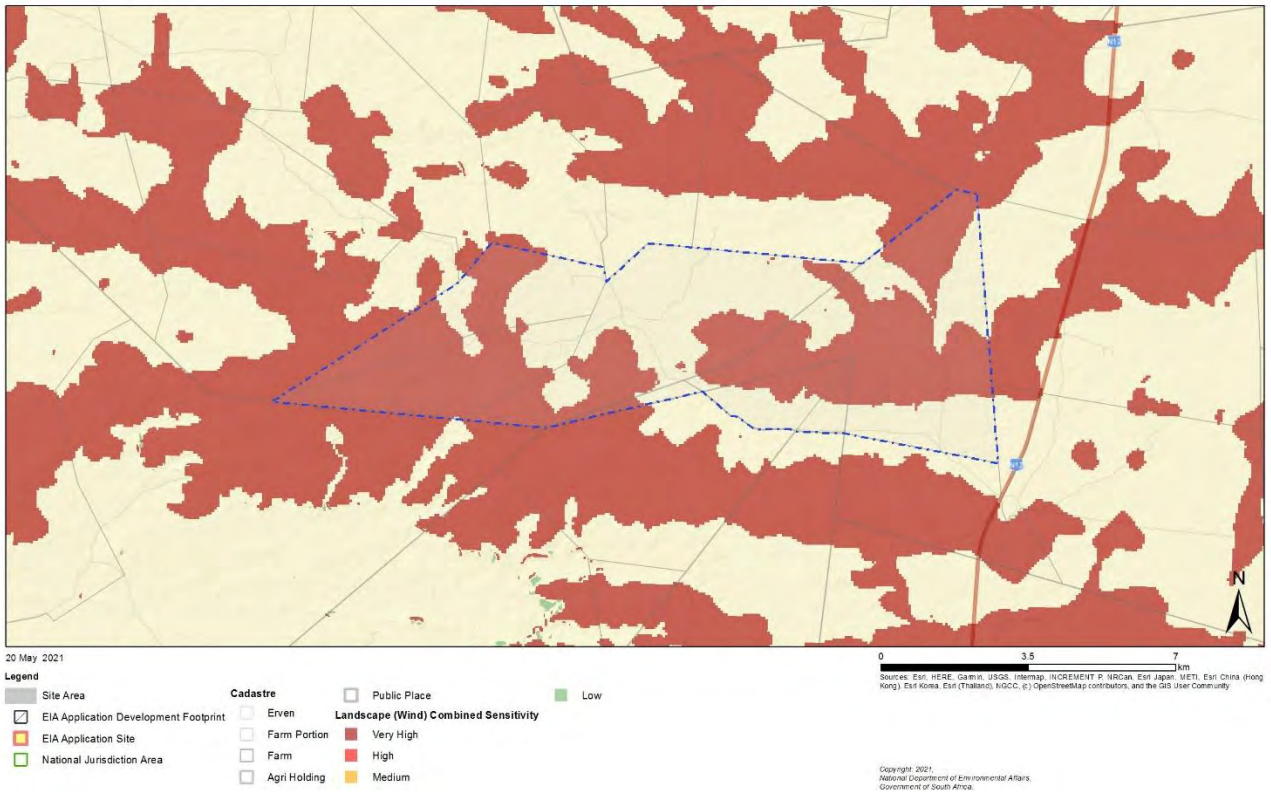 N12
N12
N
20 May 2021
0 3.5 7
km
Sources: Esri, HERE, Garmin, USGS, Intermap, INCREMENT P, NRCan, Esri Japan, METI, Esri China (Hong
Kong), Esri Korea, Esri (Thailand), NGCC, (c) OpenStreetMap contributors, and the GIS User Community
Legend
Site Area
EIA Application Development Footprint
EIA Application Site
National Jurisdiction Area
Cadastre
Erven
Farm Portion
Farm
Agri Holding
Public Place
Landscape (Wind) Combined Sensitivity
Very High
High
Medium
Low
Copyright: 2021,
National Department of Environmental Affairs,
Government of South Africa.